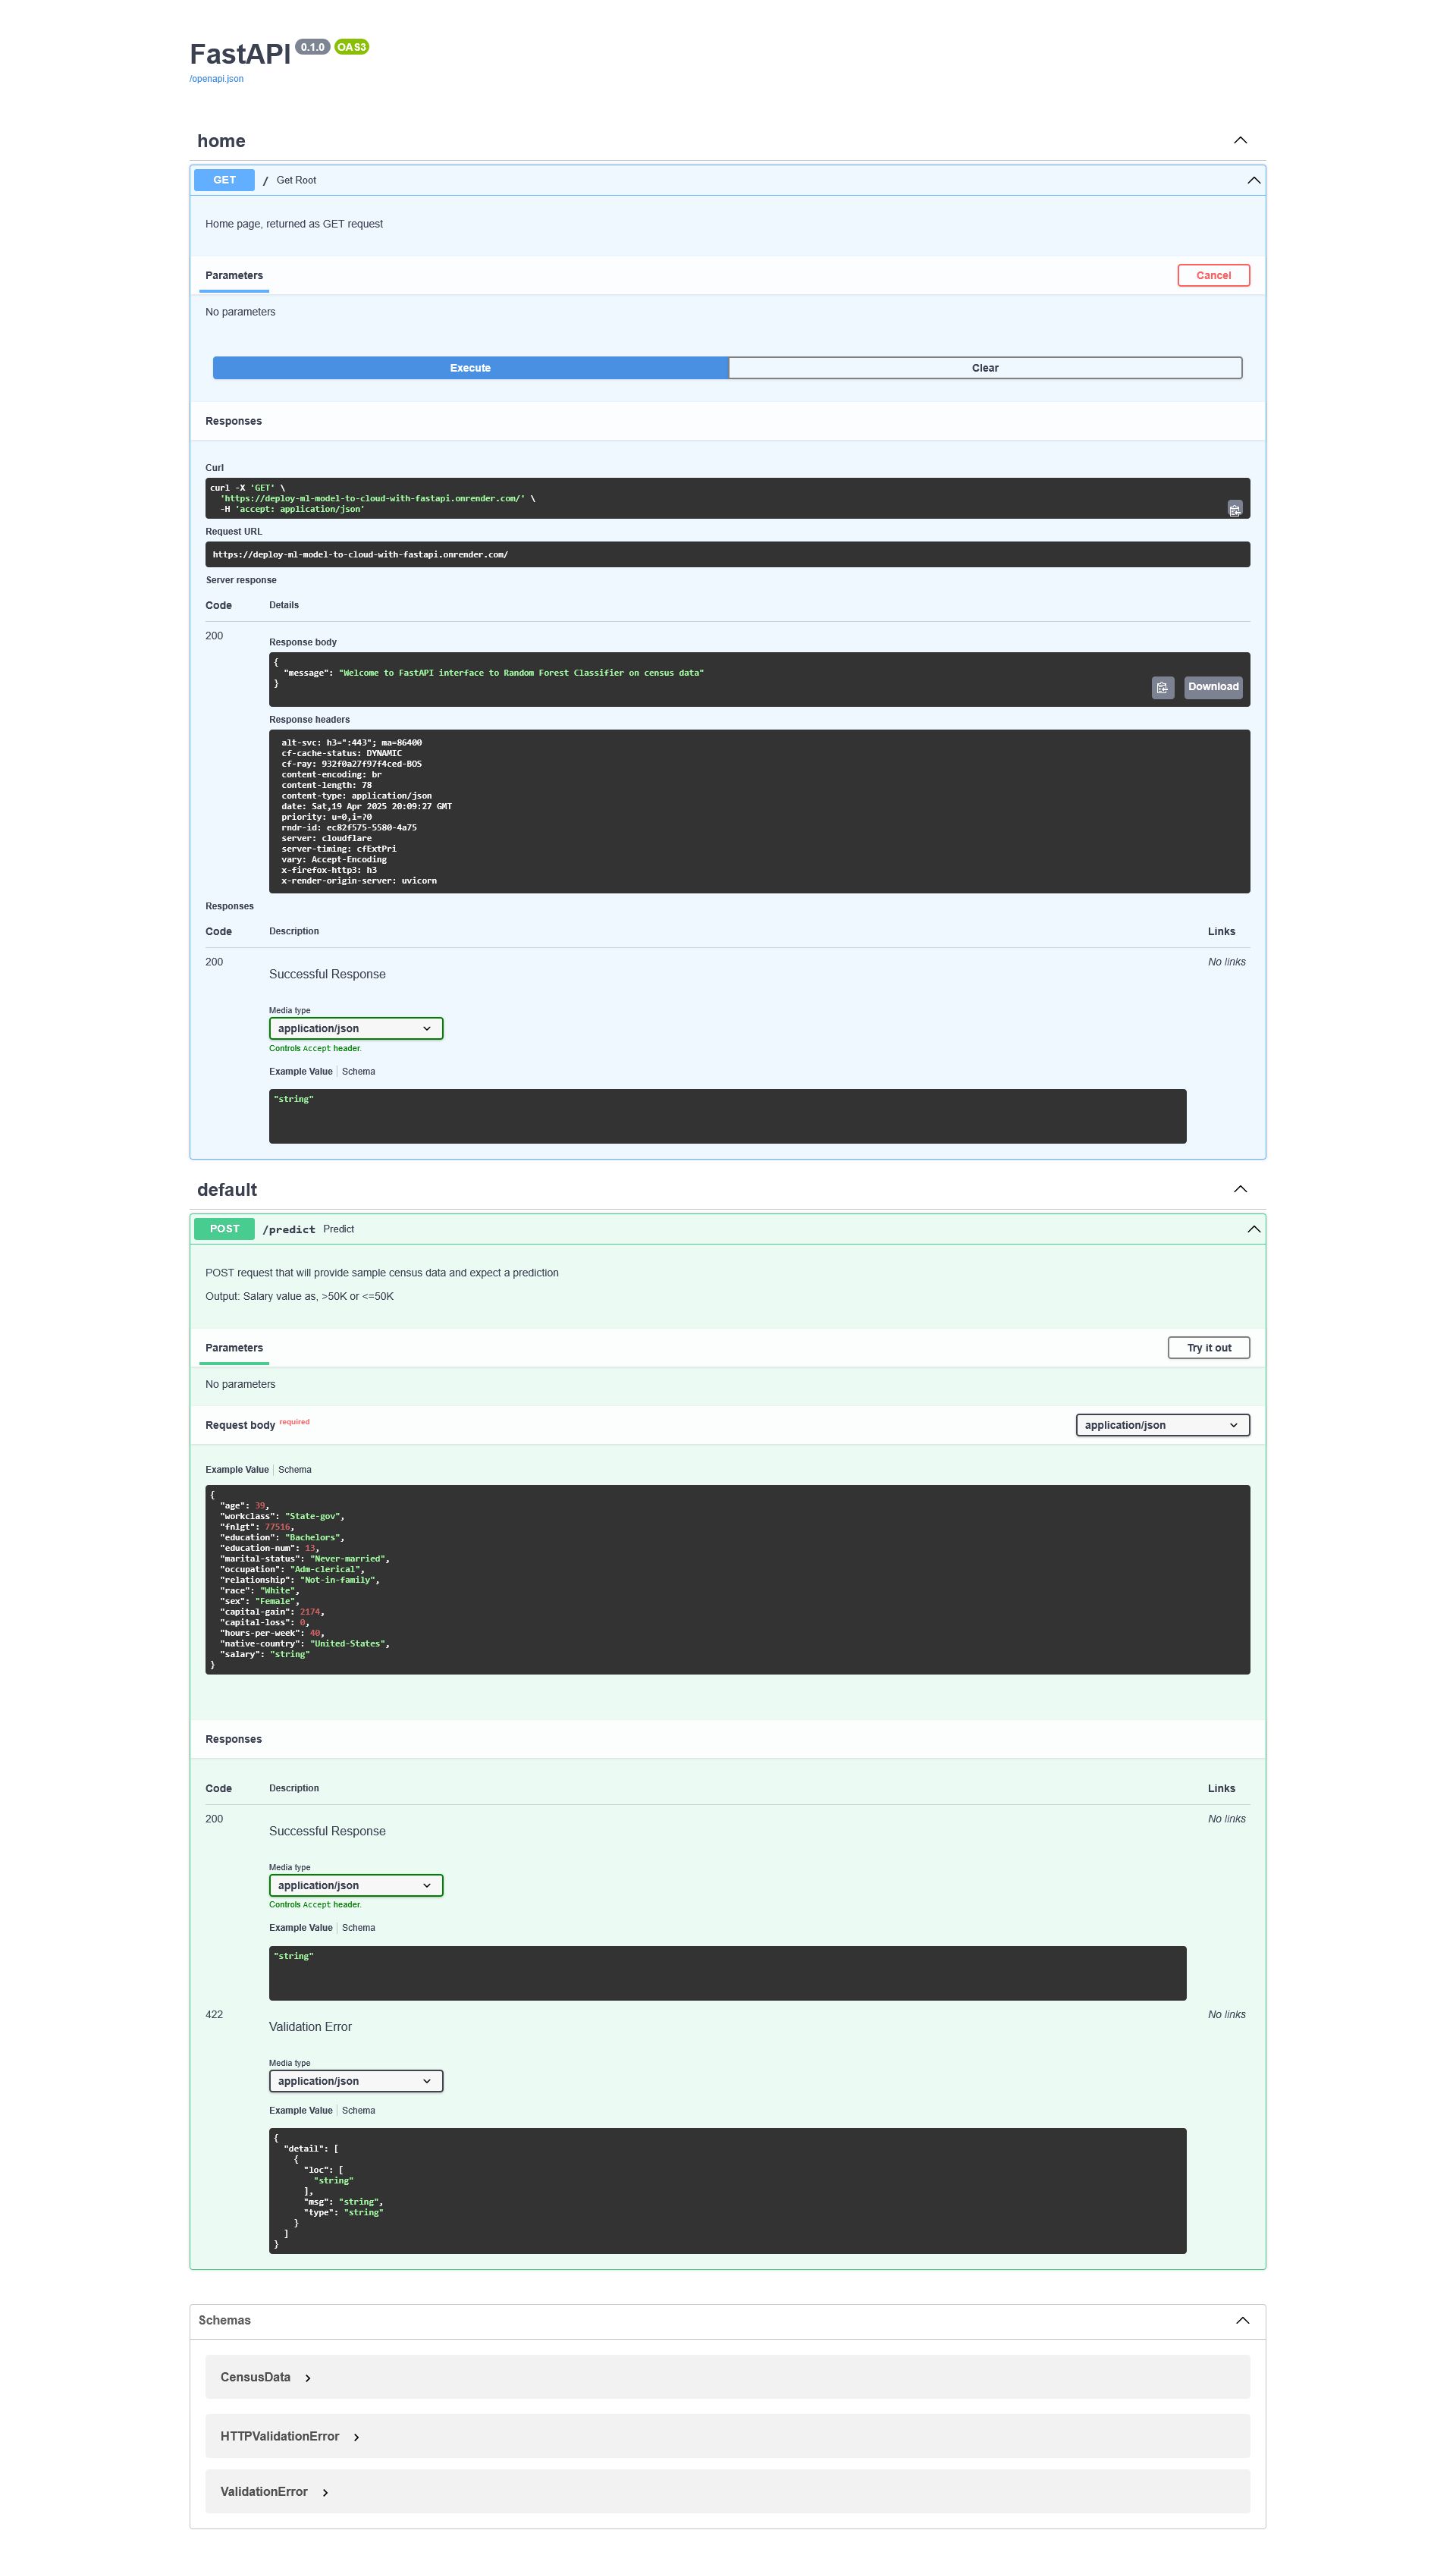 FastAPI 0.1.0 OAS3
/openapi.json
home
GET / Get Root
Home page, returned as GET request
Parameters Cancel
No parameters
Execute Clear
Responses
Curl
curl -X 'GET' \
'https://deploy-ml-model-to-cloud-with-fastapi.onrender.com/' \
-H 'accept: application/json'
Request URL
https://deploy-ml-model-to-cloud-with-fastapi.onrender.com/
Server response
Code Details
200
Response body
{
"message": "Welcome to FastAPI interface to Random Forest Classifier on census data"
}
Download
Response headers
alt-svc: h3=":443"; ma=86400
cf-cache-status: DYNAMIC
cf-ray: 932f0a27f97f4ced-BOS
content-encoding: br
content-length: 78
content-type: application/json
date: Sat,19 Apr 2025 20:09:27 GMT
priority: u=0,i=?0
rndr-id: ec82f575-5580-4a75
server: cloudflare
server-timing: cfExtPri
vary: Accept-Encoding
x-firefox-http3: h3
x-render-origin-server: uvicorn
Responses
Code Description Links
200 No links
Successful Response
Media type
application/json
Controls Accept header.
Example Value Schema
"string"
default
POST /predict Predict
POST request that will provide sample census data and expect a prediction
Output: Salary value as, >50K or <=50K
Parameters Try it out
No parameters
Request body required application/json
Example Value Schema
{
"age": 39,
"workclass": "State-gov",
"fnlgt": 77516,
"education": "Bachelors",
"education-num": 13,
"marital-status": "Never-married",
"occupation": "Adm-clerical",
"relationship": "Not-in-family",
"race": "White",
"sex": "Female",
"capital-gain": 2174,
"capital-loss": 0,
"hours-per-week": 40,
"native-country": "United-States",
"salary": "string"
}
Responses
Code Description Links
200 No links
Successful Response
Media type
application/json
Controls Accept header.
Example Value Schema
"string"
422 No links
Validation Error
Media type
application/json
Example Value Schema
{
"detail": [
{
"loc": [
"string"
],
"msg": "string",
"type": "string"
}
]
}
Schemas
CensusData
HTTPValidationError
ValidationError